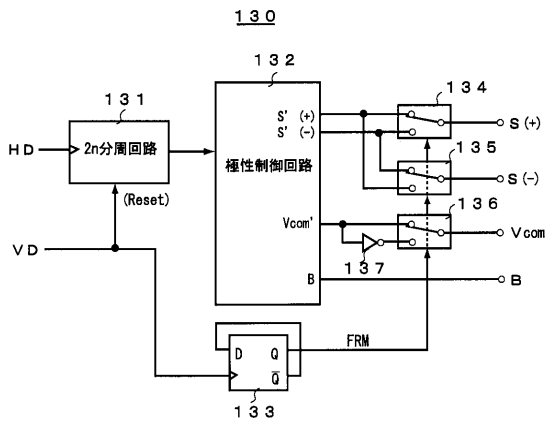 １３０
１３２
１３１
１３４
S' (+)
S (+)
S' (-)
HD
2n分周回路
極性制御回路
１３５
S (-)
(Reset)
１３６
Vcom'
Vcom
VD
１３７
B
B
FRM
D
Q
Q̅
１３３